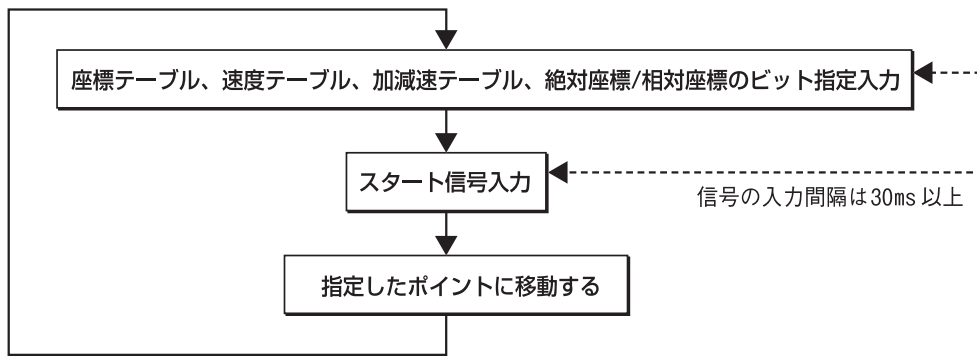 座標テーブル、速度テーブル、加減速テーブル、絶対座標/相対座標のビット指定入力
スタート信号入力
信号の入力間隔は30ms 以上
指定したポイントに移動する